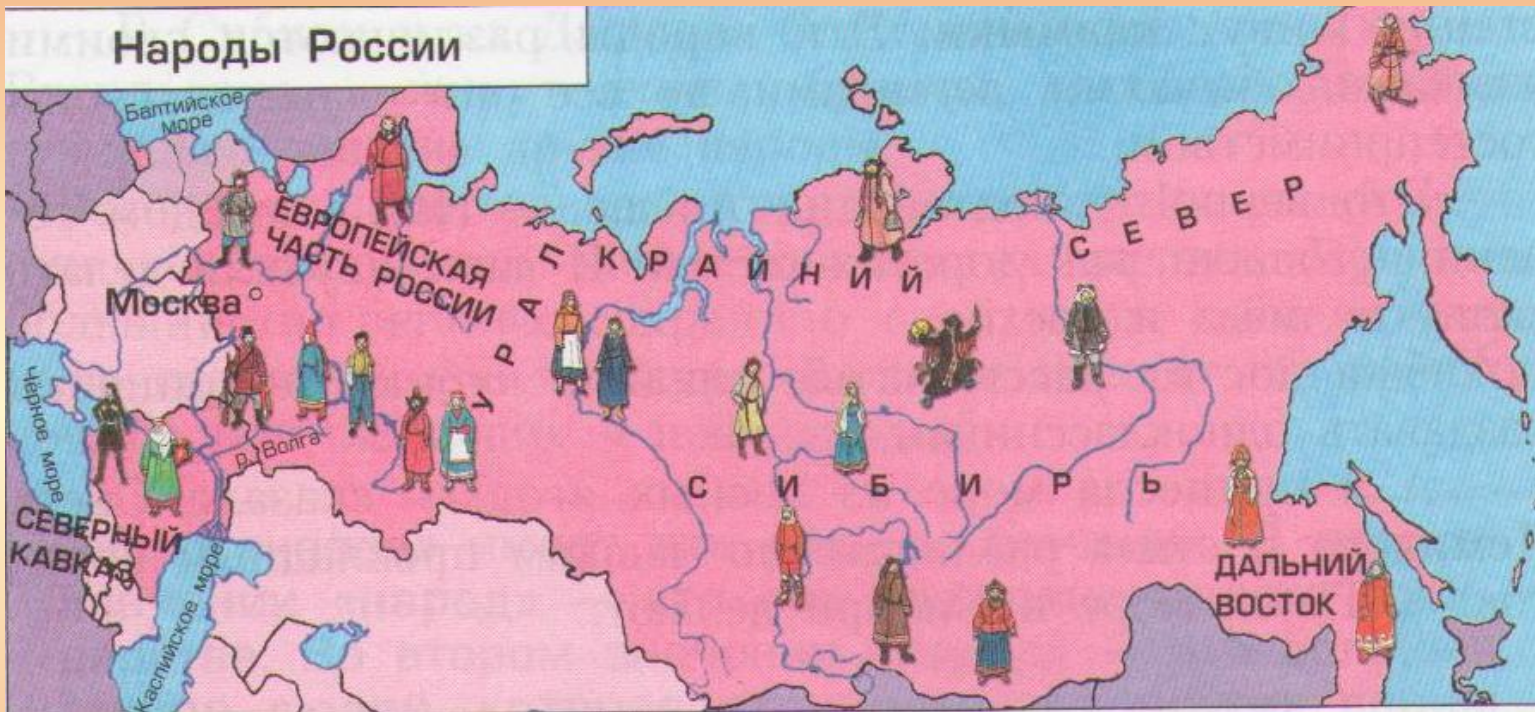 Народы России
Балтийское
море
ЕВРОПЕЙСКАЯ
ЧАСТЬ РОССИИ
Москва
УРАЛ
КРАЙНИЙ СЕВЕР
Чёрное море
р. Волга
СИБИРЬ
СЕВЕРНЫЙ
КАВКАЗ
Каспийское море
ДАЛЬНИЙ
ВОСТОК